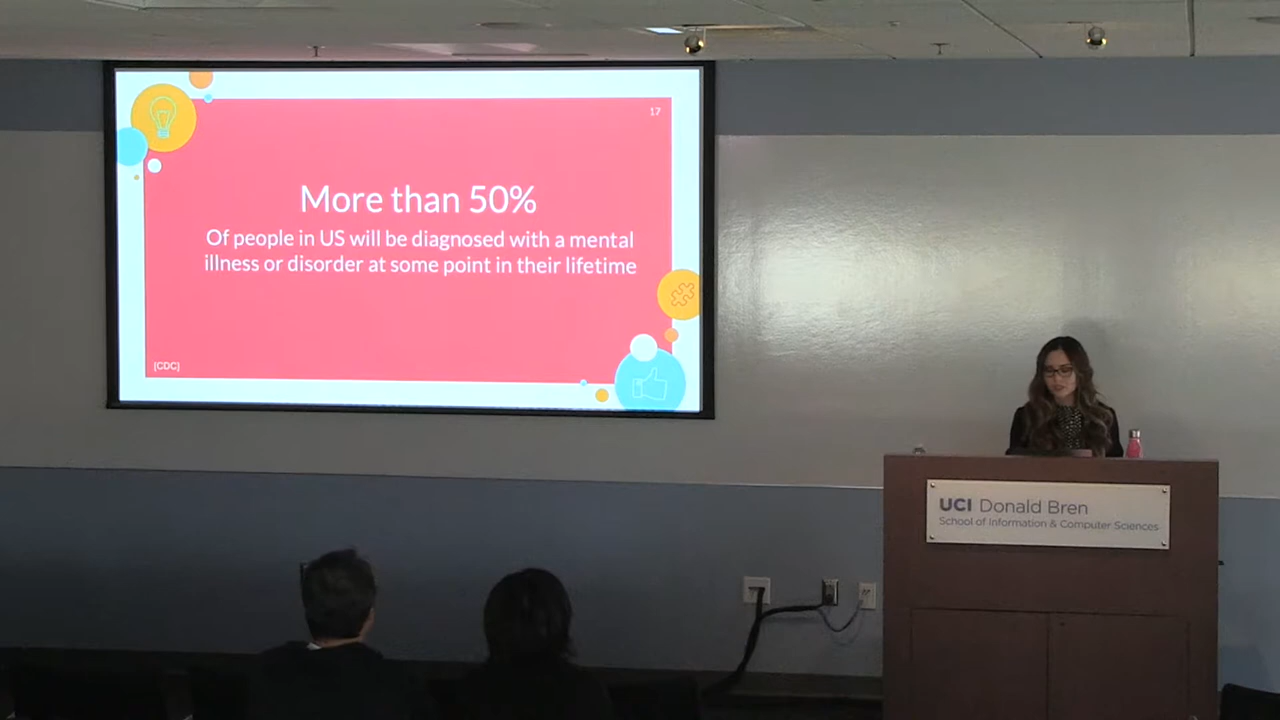 17
More than 50%
Of people in US will be diagnosed with a mental
illness or disorder at some point in their lifetime
[CDC]
UCI Donald Bren
School of Information & Computer Sciences